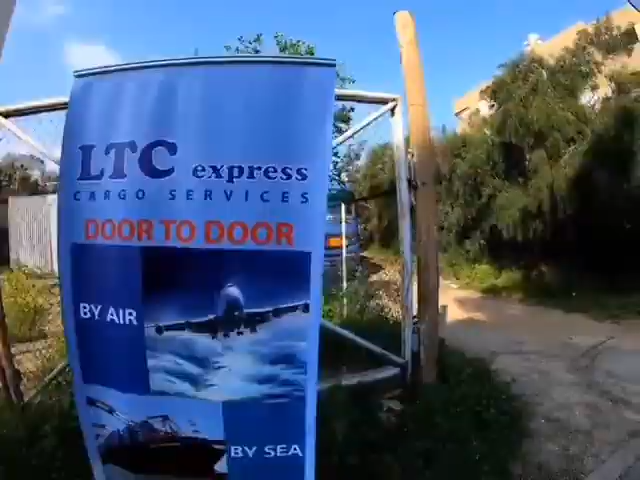 LTC express
CARGO SERVICES
DOOR TO DOOR
BY AIR
BY SEA